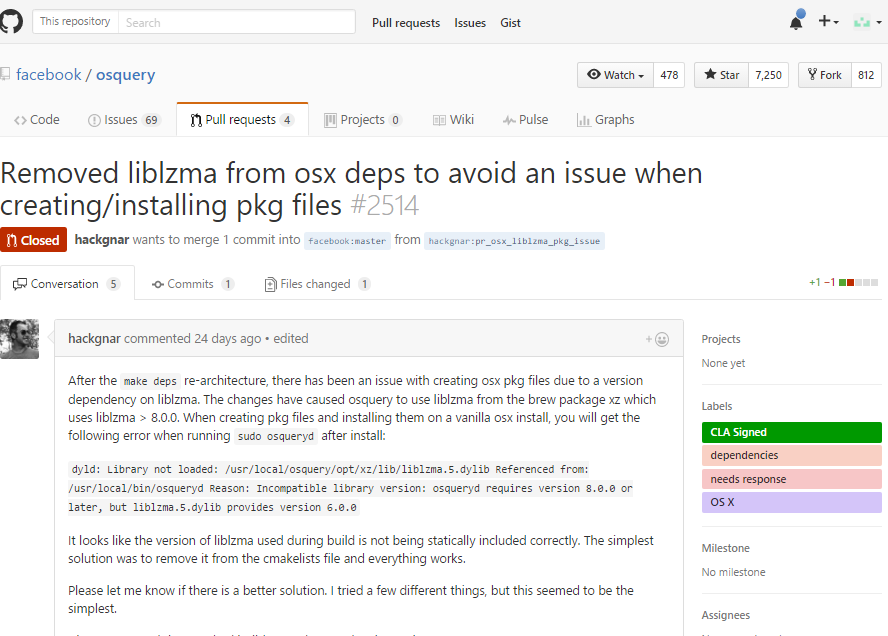 This repository Search Pull requests Issues Gist
facebook / osquery Watch 478 Star 7,250 Fork 812
Code Issues 69 Pull requests 4 Projects 0 Wiki Pulse Graphs
Removed liblzma from osx deps to avoid an issue when
creating/installing pkg files #2514
Closed hackgnar wants to merge 1 commit into facebook:master from hackgnar:pr_osx_liblzma_pkg_issue
Conversation 5 Commits 1 Files changed 1 +1 −1
hackgnar commented 24 days ago • edited
After the make deps re-architecture, there has been an issue with creating osx pkg files due to a version
dependency on liblzma. The changes have caused osquery to use liblzma from the brew package xz which
uses liblzma > 8.0.0. When creating pkg files and installing them on a vanilla osx install, you will get the
following error when running sudo osqueryd after install:
dyld: Library not loaded: /usr/local/osquery/opt/xz/lib/liblzma.5.dylib Referenced from:
/usr/local/bin/osqueryd Reason: Incompatible library version: osqueryd requires version 8.0.0 or
later, but liblzma.5.dylib provides version 6.0.0
It looks like the version of liblzma used during build is not being statically included correctly. The simplest
solution was to remove it from the cmakelists file and everything works.
Please let me know if there is a better solution. I tried a few different things, but this seemed to be the
simplest.
Projects
None yet
Labels
CLA Signed
dependencies
needs response
OS X
Milestone
No milestone
Assignees